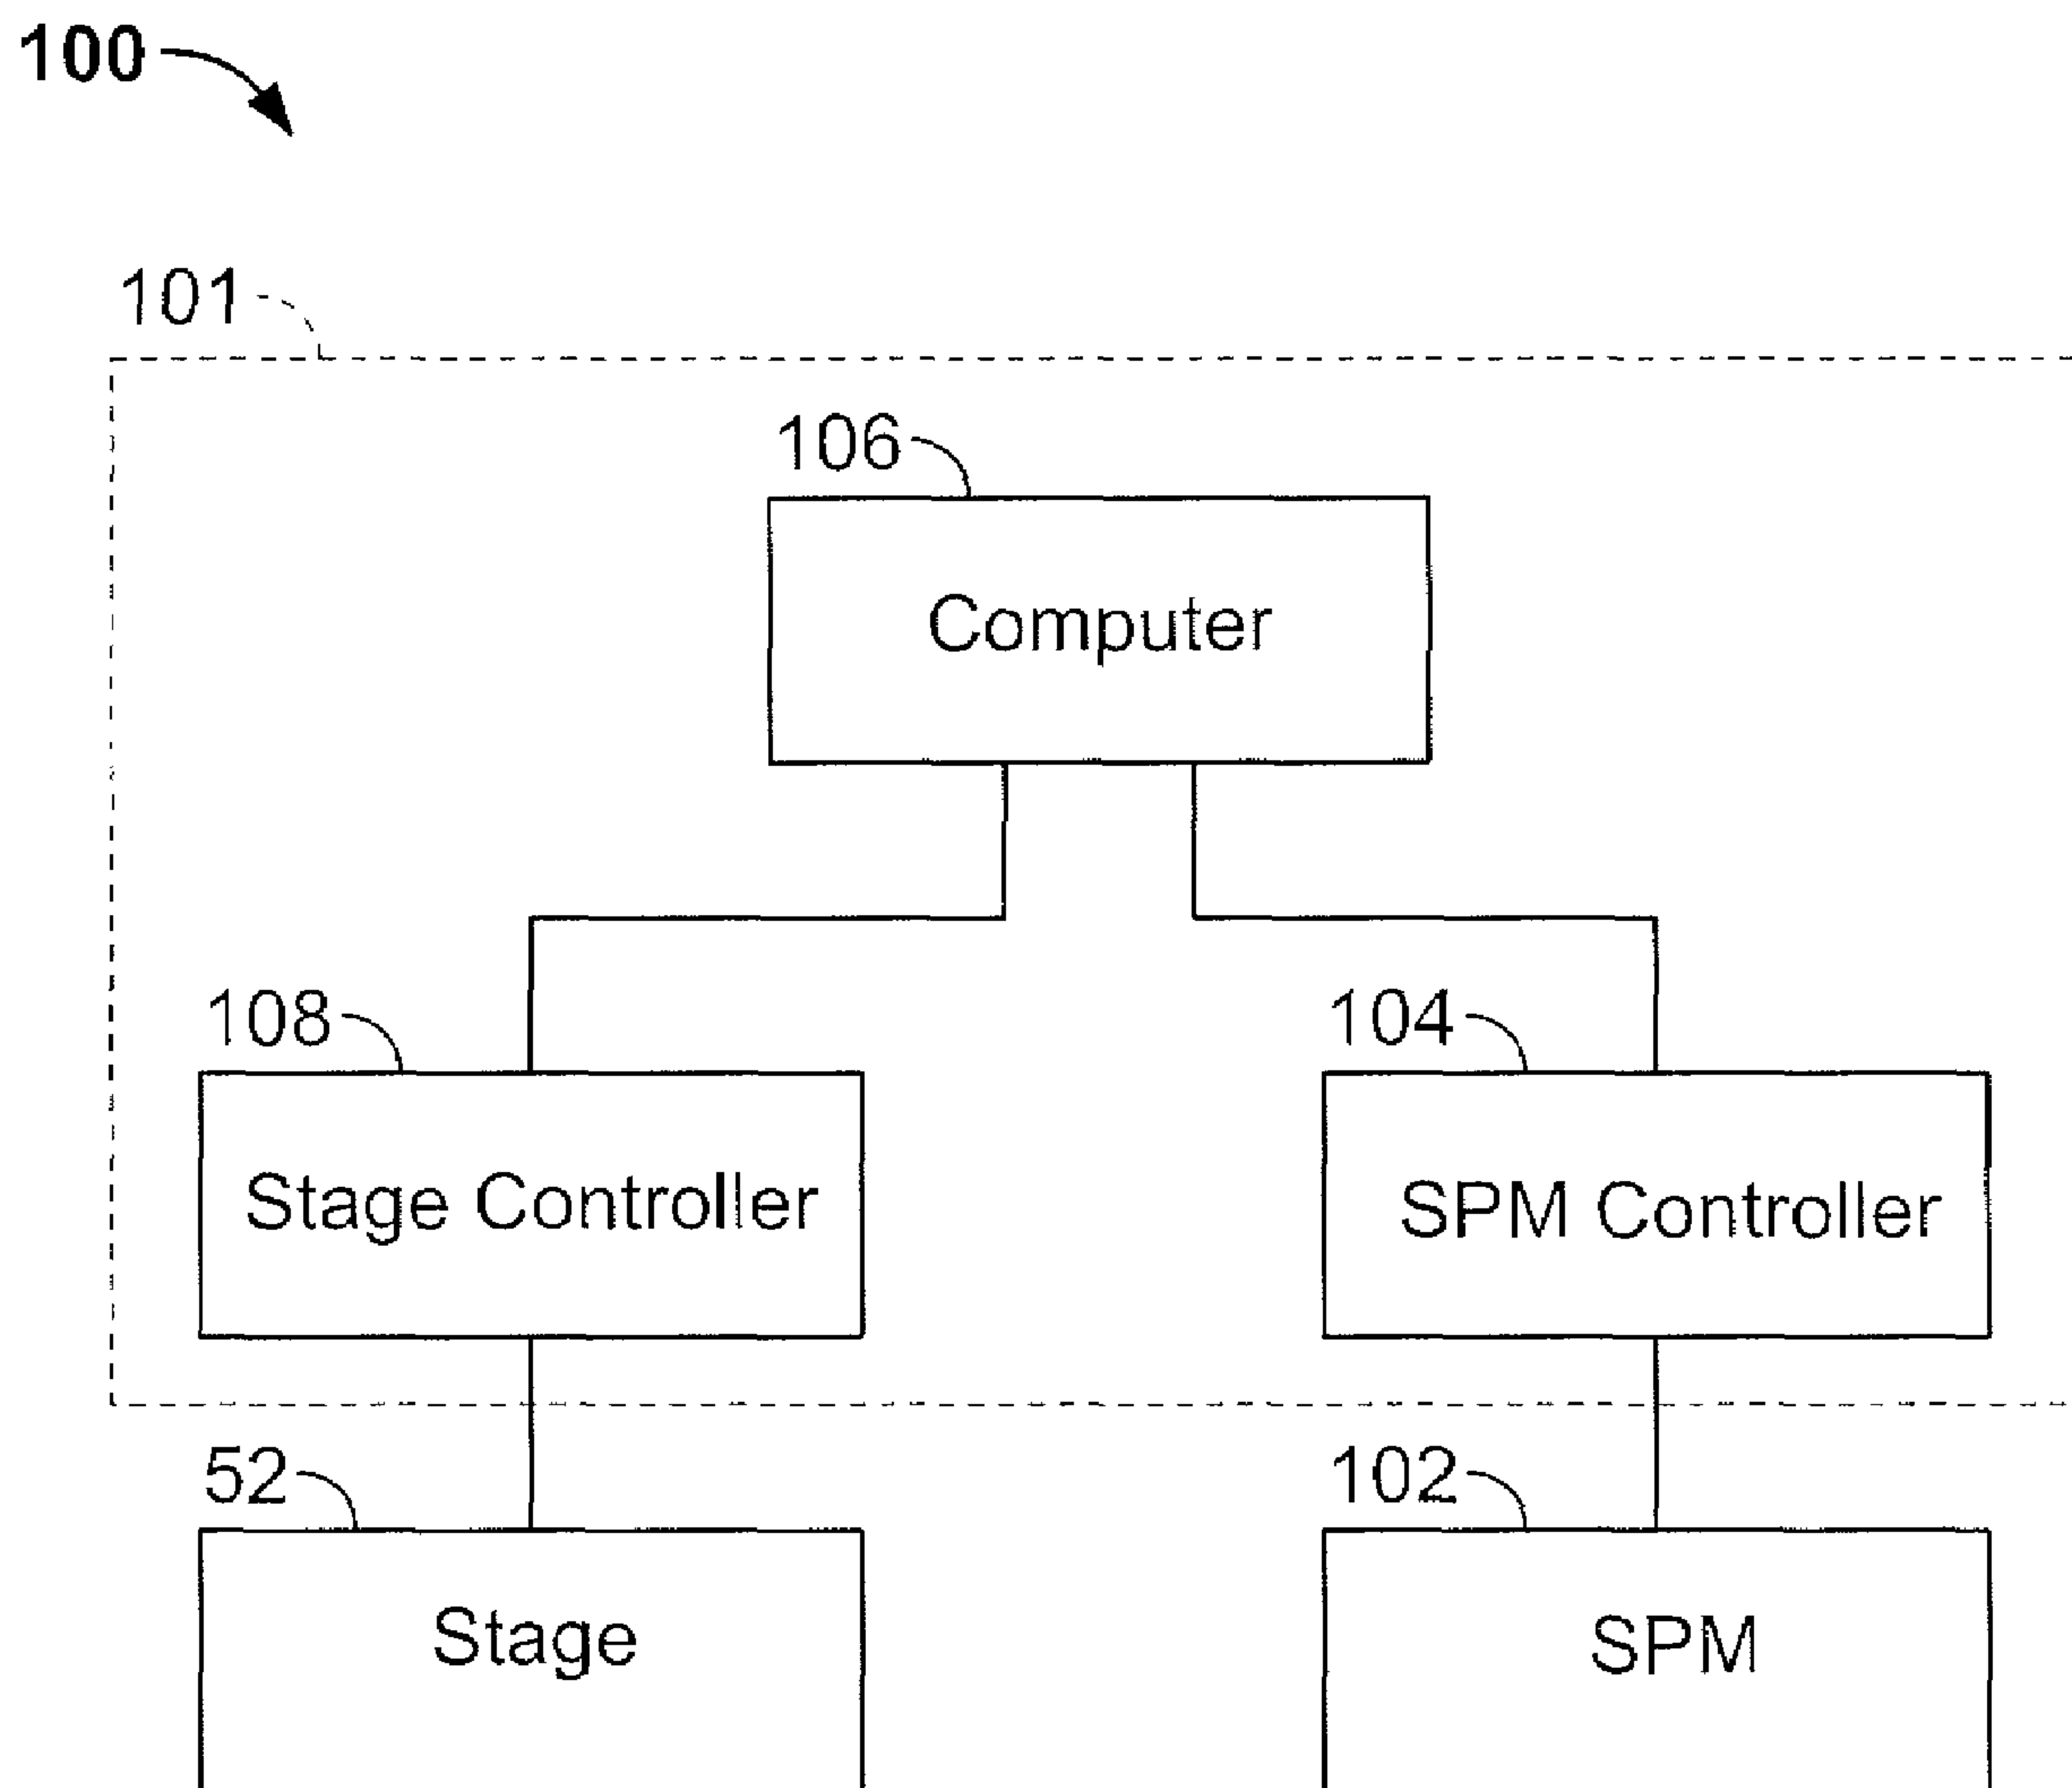 100
101
106
Computer
108
104
Stage Controller
SPM Controller
52
102
Stage
SPM